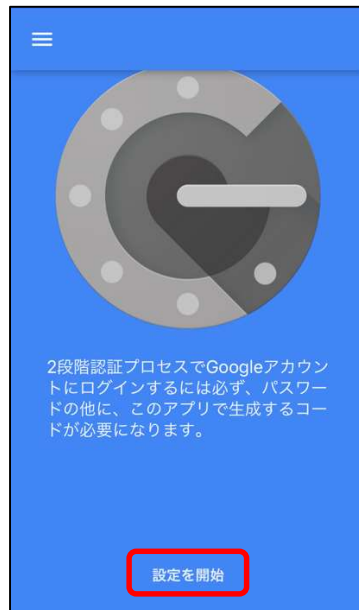 2段階認証プロセスでGoogleアカウン
トにログインするには必ず、パスワー
ドの他に、このアプリで生成するコー
ドが必要になります。
設定を開始